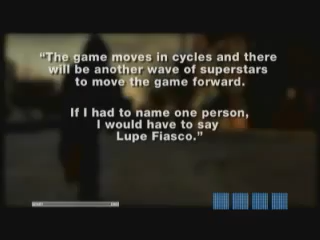 “The game moves in cycles and there
will be another wave of superstars
to move the game forward.
If I had to name one person,
I would have to say
Lupe Fiasco.”